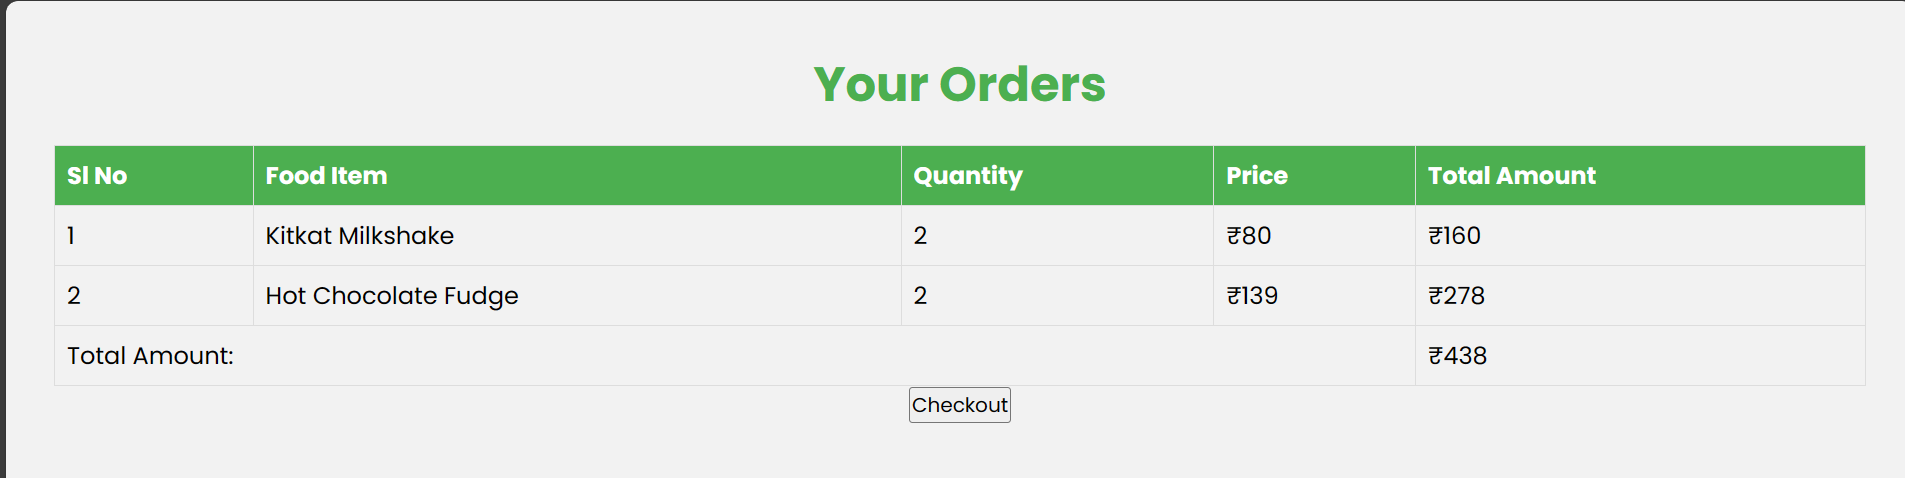 Your Orders
Sl No Food Item Quantity Price Total Amount
1 Kitkat Milkshake 2 ₹80 ₹160
2 Hot Chocolate Fudge 2 ₹139 ₹278
Total Amount: ₹438
Checkout